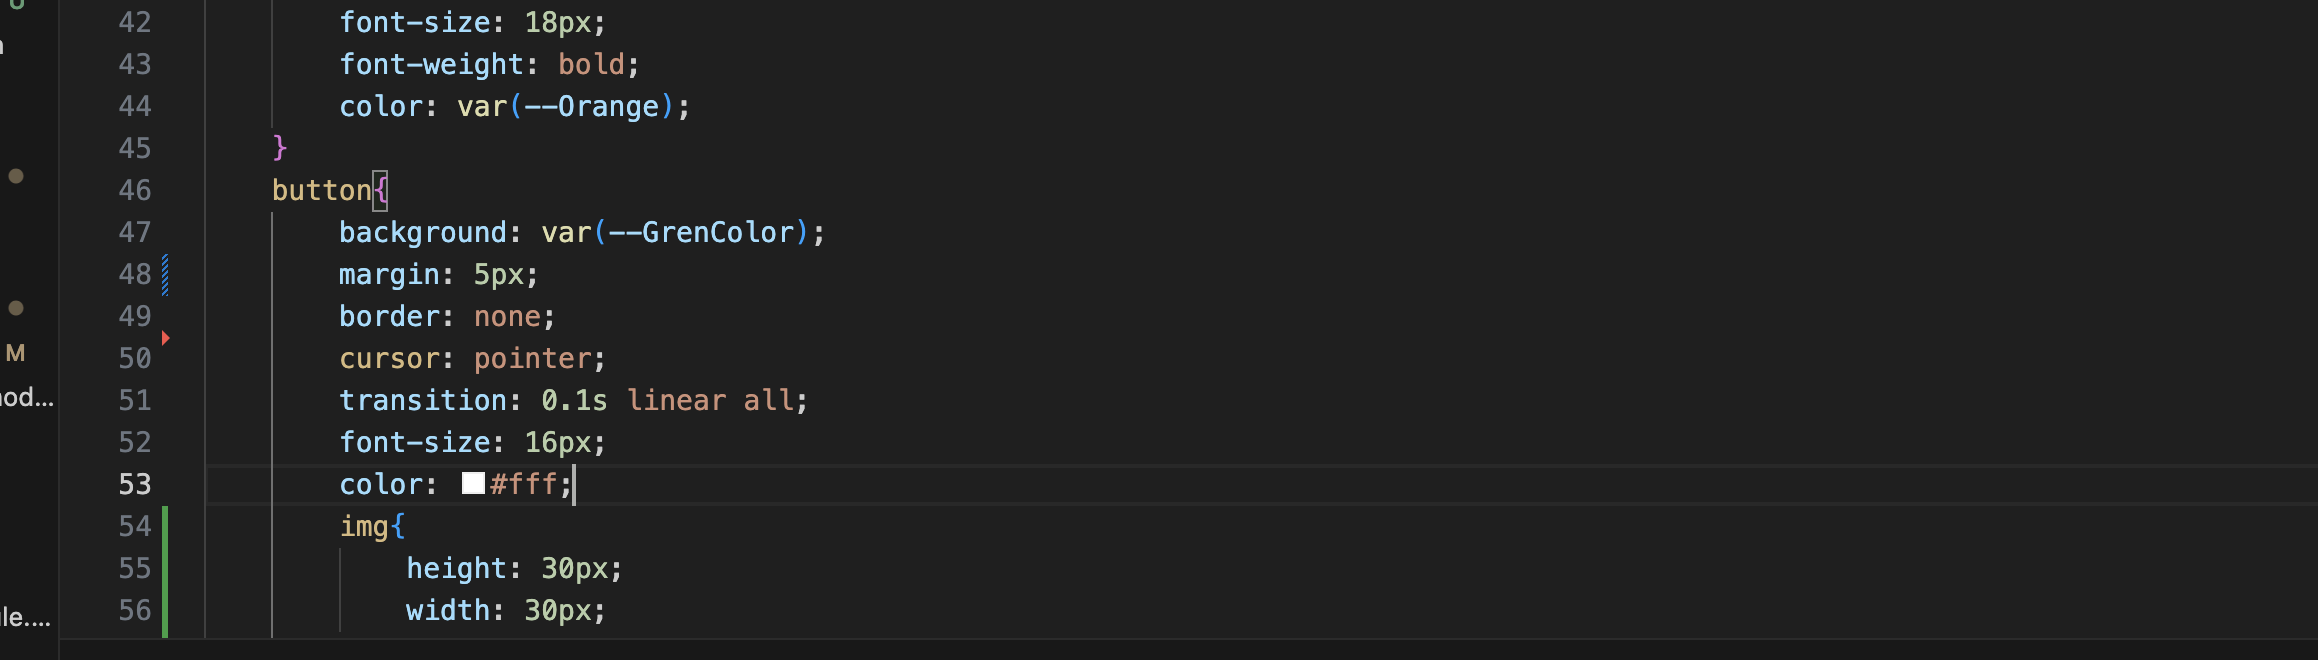 42 font-size: 18px;
43 font-weight: bold;
44 color: var(--Orange);
45 }
46 button{
47 background: var(--GrenColor);
48 margin: 5px;
49 border: none;
50 cursor: pointer;
M
51 transition: 0.1s linear all;
od...
52 font-size: 16px;
53 color: #fff;
54 img{
55 height: 30px;
56 width: 30px;
le....